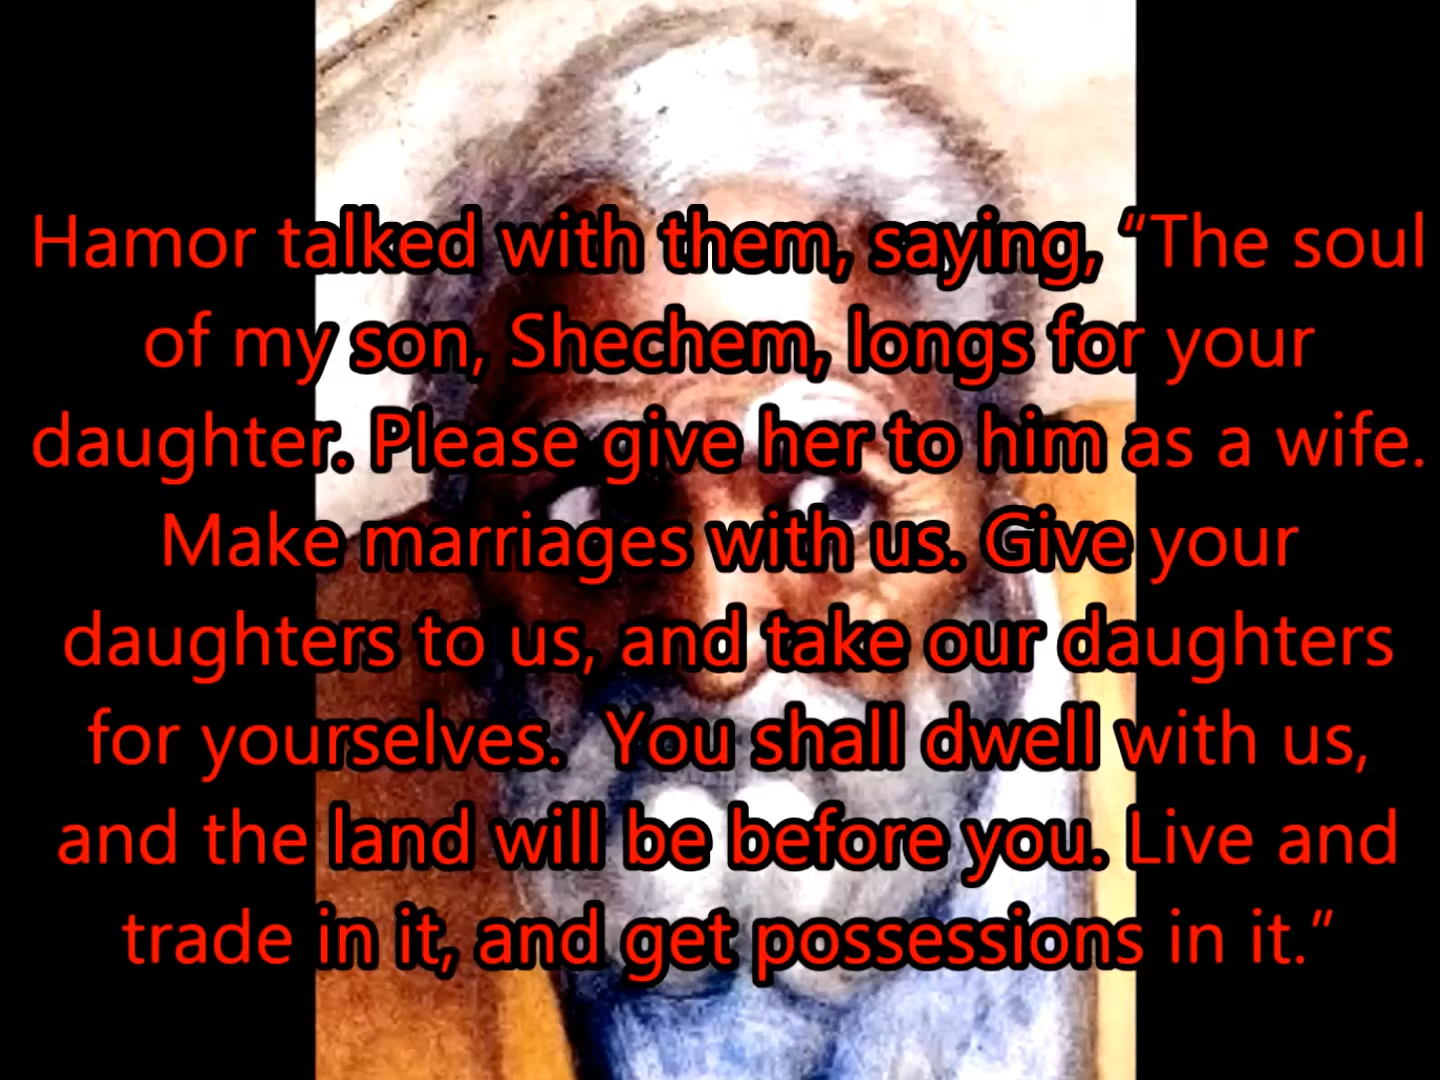 Hamor talked with them, saying, “The soul
of my son, Shechem, longs for your
daughter. Please give her to him as a wife.
Make marriages with us. Give your
daughters to us, and take our daughters
for yourselves.  You shall dwell with us,
and the land will be before you. Live and
trade in it, and get possessions in it.”